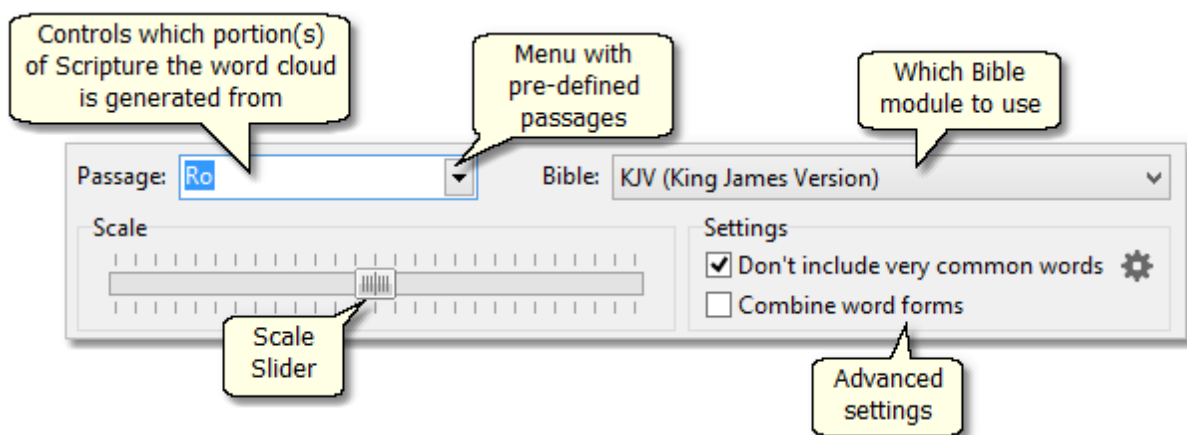 Controls which portion(s)
of Scripture the word cloud
is generated from
Menu with
pre-defined
passages
Which Bible
module to use
Passage: Ro
Bible: KJV (King James Version)
Scale
Settings
Don't include very common words
Combine word forms
Scale
Slider
Advanced
settings